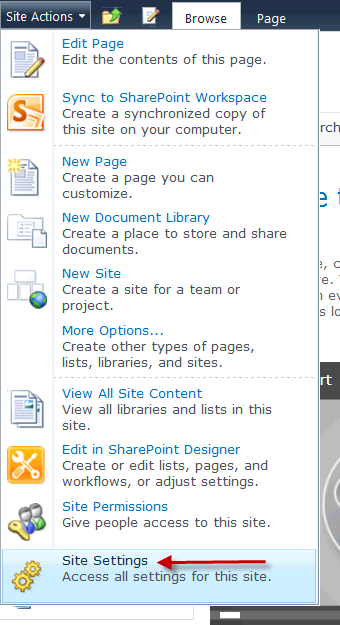 Site Actions Browse Page
Edit Page
Edit the contents of this page.
Sync to SharePoint Workspace
Create a synchronized copy of
this site on your computer.
New Page
Create a page you can
customize.
New Document Library
Create a place to store and share
documents.
New Site
Create a site for a team or
project.
More Options...
Create other types of pages,
lists, libraries, and sites.
View All Site Content
View all libraries and lists in this
site.
Edit in SharePoint Designer
Create or edit lists, pages, and
workflows, or adjust settings.
Site Permissions
Give people access to this site.
Site Settings
Access all settings for this site.